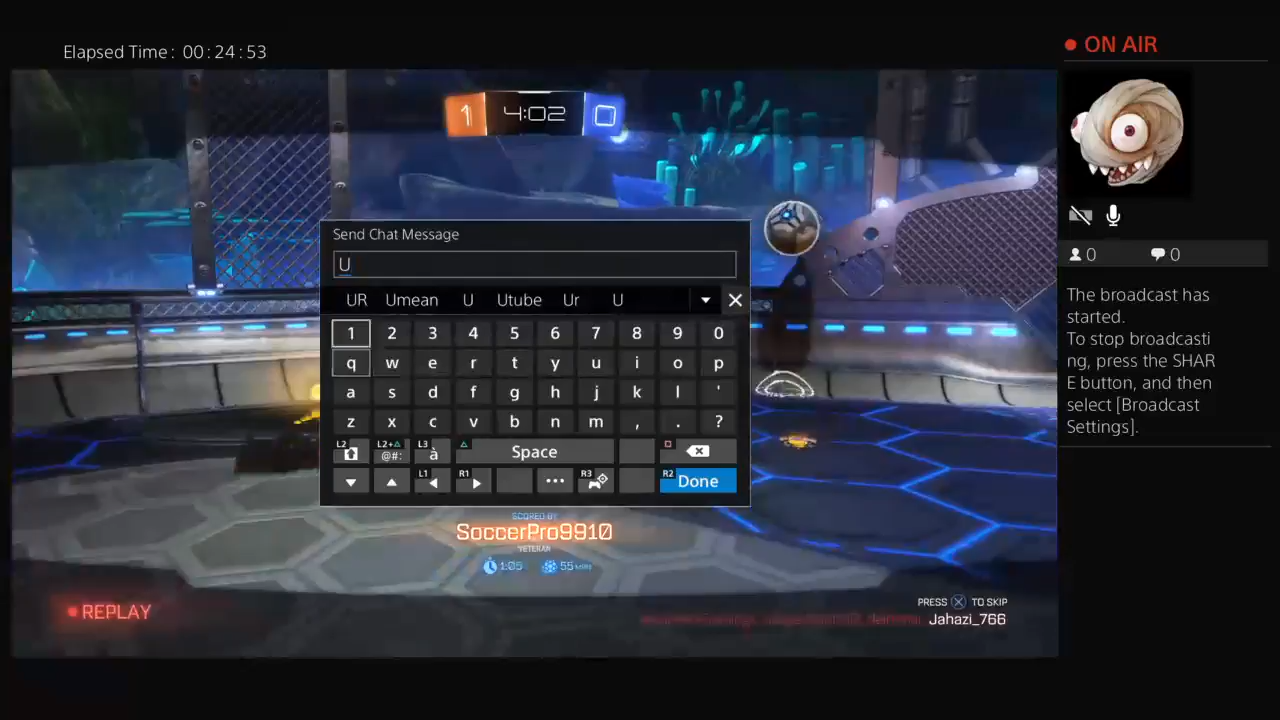 Elapsed Time: 00:24:53
ON AIR
1 4:02 0
Send Chat Message
U
UR Umean U Utube Ur U
1 2 3 4 5 6 7 8 9 0
q w e r t y u i o p
a s d f g h j k l '
z x c v b n m , . ?
L2 L2+△ @#: L3 à △ Space □
L1 R1 ... R3 R2 Done
0 0
The broadcast has
started.
To stop broadcasti
ng, press the SHAR
E button, and then
select [Broadcast
Settings].
SCORED BY
SoccerPro9910
VETERAN
1:05 55 MPH
REPLAY
PRESS X TO SKIP
Jahazi_766